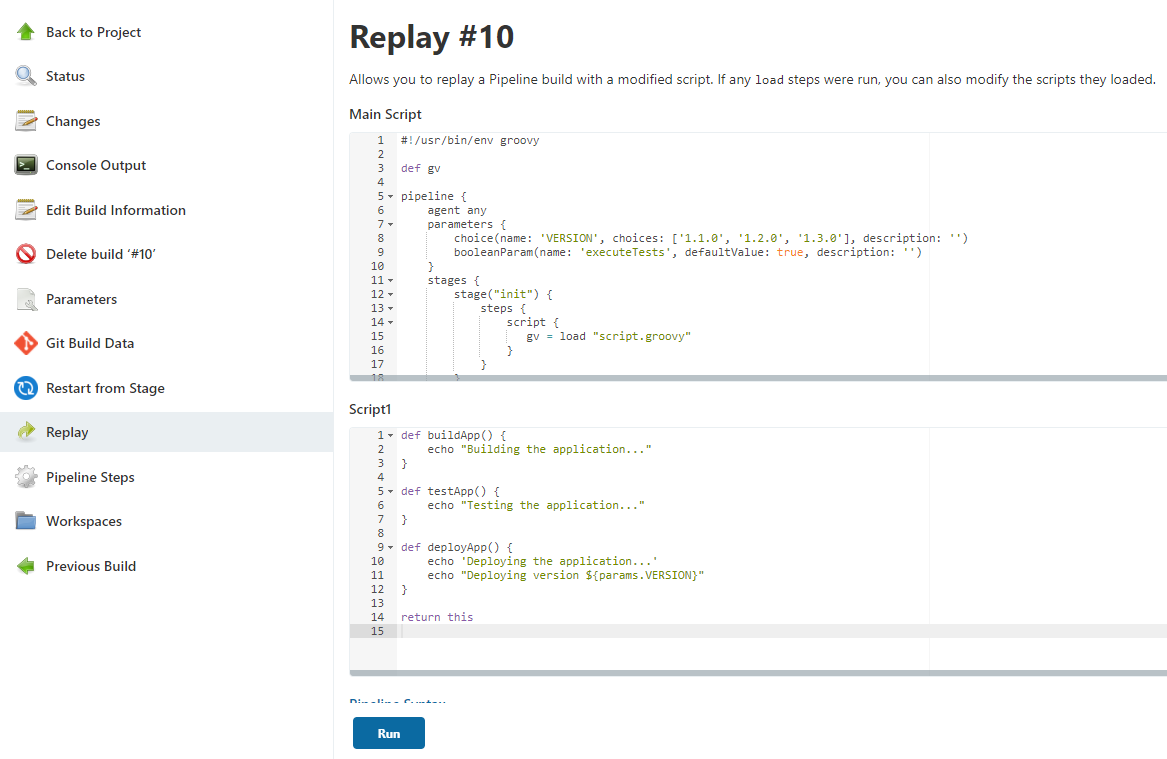 Back to Project
Status
Changes
Console Output
Edit Build Information
Delete build ‘#10’
Parameters
Git Build Data
Restart from Stage
Replay
Pipeline Steps
Workspaces
Previous Build
Replay #10
Allows you to replay a Pipeline build with a modified script. If any load steps were run, you can also modify the scripts they loaded.
Main Script
1 #!/usr/bin/env groovy
2
3 def gv
4
5 pipeline {
6     agent any
7     parameters {
8         choice(name: 'VERSION', choices: ['1.1.0', '1.2.0', '1.3.0'], description: '')
9         booleanParam(name: 'executeTests', defaultValue: true, description: '')
10     }
11     stages {
12         stage("init") {
13             steps {
14                 script {
15                    gv = load "script.groovy"
16                 }
17             }
18         }
Script1
1 def buildApp() {
2     echo "Building the application..."
3 }
4
5 def testApp() {
6     echo "Testing the application..."
7 }
8
9 def deployApp() {
10     echo 'Deploying the application...'
11     echo "Deploying version ${params.VERSION}"
12 }
13
14 return this
15
Pipeline Syntax
Run